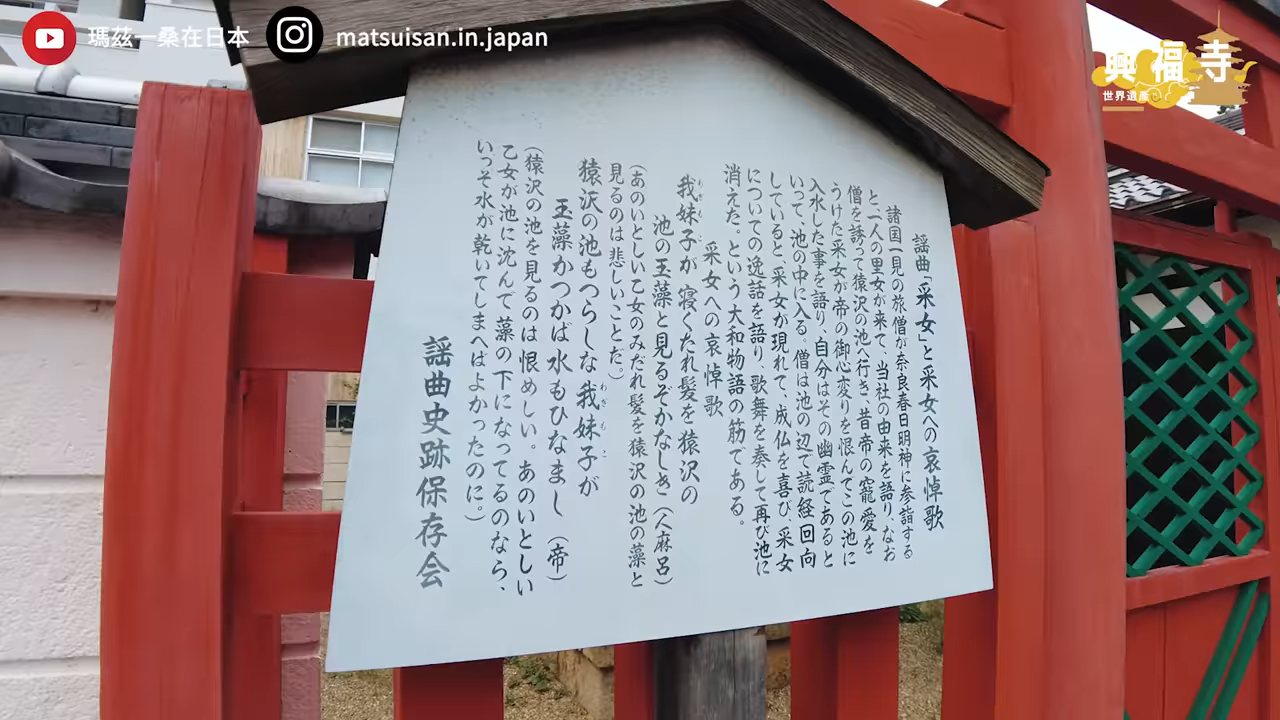 瑪茲一桑在日本
matsuisan.in.japan
興福寺
世界遺產
謡曲「采女」と采女への哀悼歌
諸国一見の旅僧が奈良春日明神に参詣する
と、一人の里女が来て、当社の由来を語り、なお
僧を誘って猿沢の池へ行き、昔帝の寵愛を
うけた采女が帝の御心変りを恨んでこの池に
入水した事を語り、自分はその幽霊であると
いって、池の中に入る。僧は池の辺で読経回向
していると、采女が現れて、成仏を喜び、采女
についての逸話を語り、歌舞を奏して再び池に
消えた。という大和物語の筋である。
采女への哀悼歌
我妹子が寝くたれ髪を猿沢の
わぎもこ
池の玉藻と見るぞかなしき(人麻呂)
(あのいとしい乙女のみだれ髪を猿沢の池の藻と
見るのは悲しいことだ。)
猿沢の池もつらしな我妹子が
わぎもこ
玉藻かつかば水もひなまし(帝)
(猿沢の池を見るのは恨めしい。あのいとしい
乙女が池に沈んで藻の下になってるのなら、
いっそ水が乾いてしまへばよかったのに。)
謡曲史跡保存会